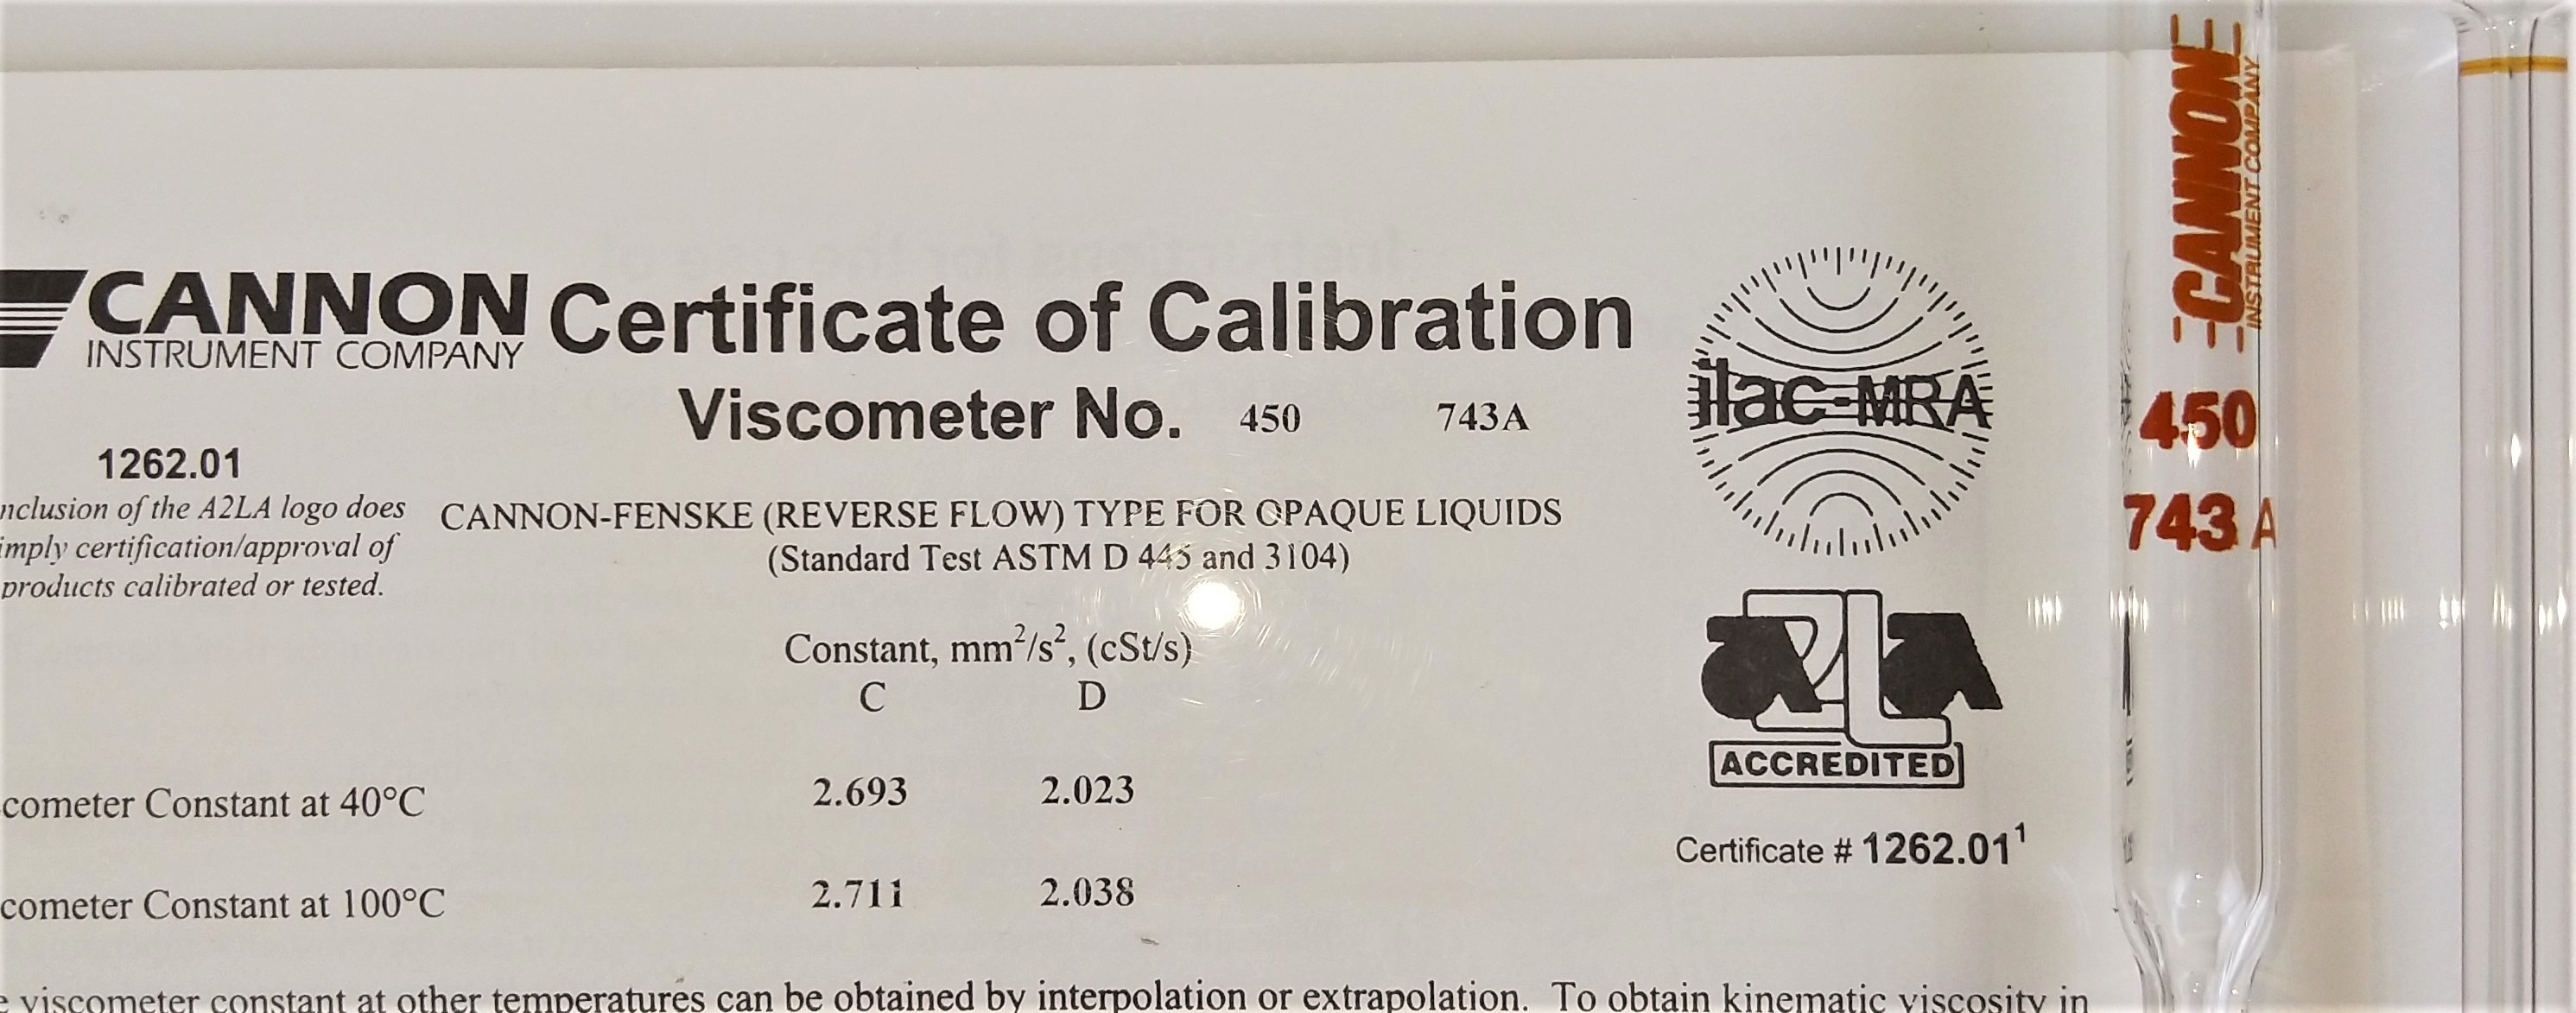 CANNON
INSTRUMENT COMPANY
Certificate of Calibration
Viscometer No. 450 743A
ilac-MRA
1262.01
nclusion of the A2LA logo does
imply certification/approval of
products calibrated or tested.
CANNON-FENSKE (REVERSE FLOW) TYPE FOR OPAQUE LIQUIDS
(Standard Test ASTM D 445 and 3104)
Constant, mm²/s², (cSt/s)
C D
cometer Constant at 40°C 2.693 2.023
cometer Constant at 100°C 2.711 2.038
A2LA
ACCREDITED
Certificate # 1262.01¹
e viscometer constant at other temperatures can be obtained by interpolation or extrapolation. To obtain kinematic viscosity in
CANNON
INSTRUMENT COMPANY
450
743 A